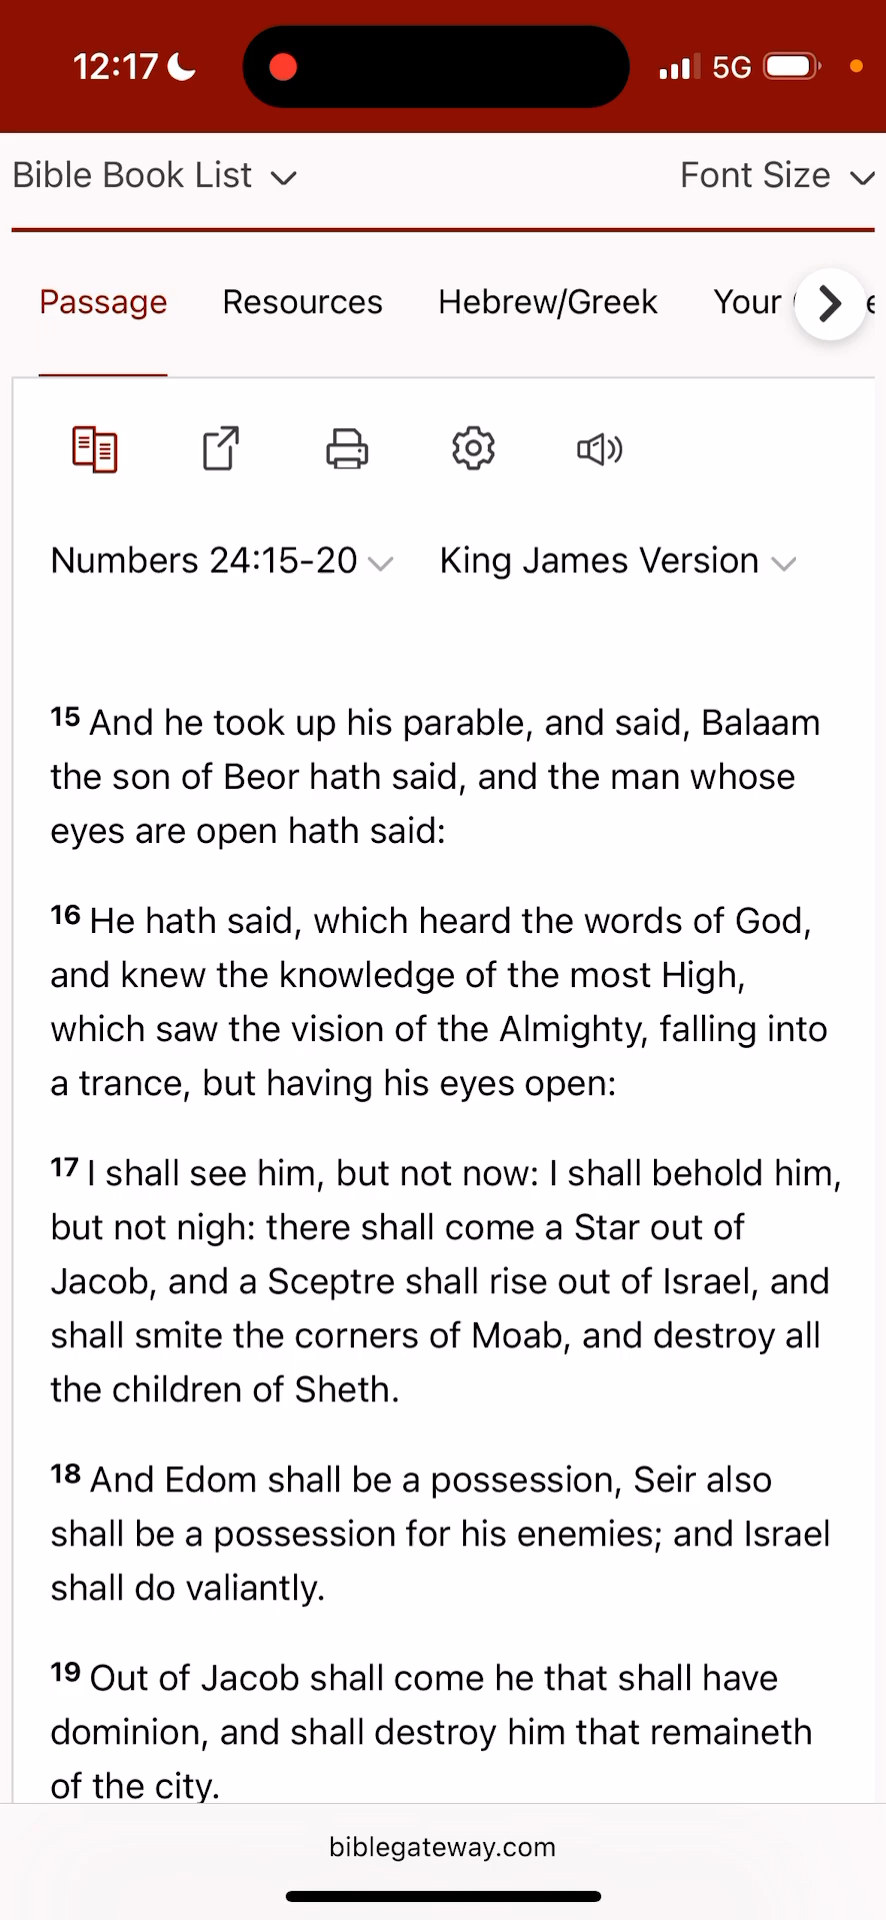 12:17
5G
Bible Book List
Font Size
Passage Resources Hebrew/Greek Your
Numbers 24:15-20 King James Version
15 And he took up his parable, and said, Balaam
the son of Beor hath said, and the man whose
eyes are open hath said:
16 He hath said, which heard the words of God,
and knew the knowledge of the most High,
which saw the vision of the Almighty, falling into
a trance, but having his eyes open:
17 I shall see him, but not now: I shall behold him,
but not nigh: there shall come a Star out of
Jacob, and a Sceptre shall rise out of Israel, and
shall smite the corners of Moab, and destroy all
the children of Sheth.
18 And Edom shall be a possession, Seir also
shall be a possession for his enemies; and Israel
shall do valiantly.
19 Out of Jacob shall come he that shall have
dominion, and shall destroy him that remaineth
of the city.
biblegateway.com